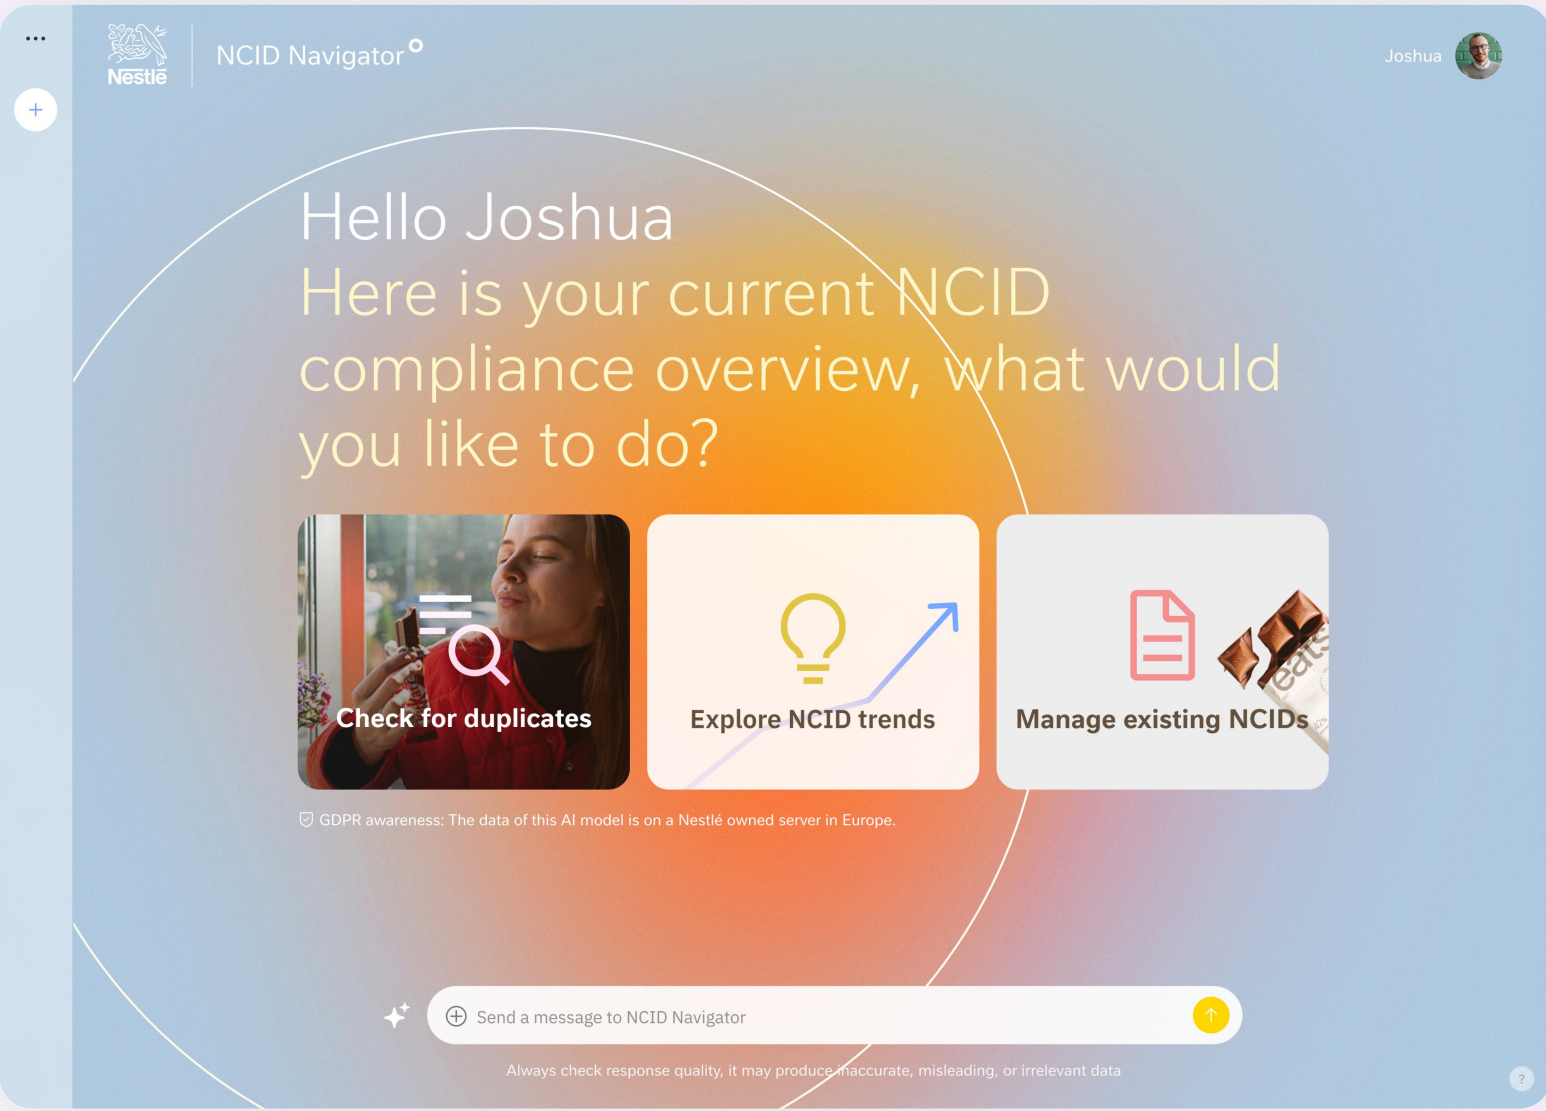 Nestlé
NCID Navigator
Joshua
Hello Joshua
Here is your current NCID
compliance overview, what would
you like to do?
Check for duplicates
Explore NCID trends
Manage existing NCIDs
eats
GDPR awareness: The data of this AI model is on a Nestlé owned server in Europe.
Send a message to NCID Navigator
Always check response quality, it may produce inaccurate, misleading, or irrelevant data
?